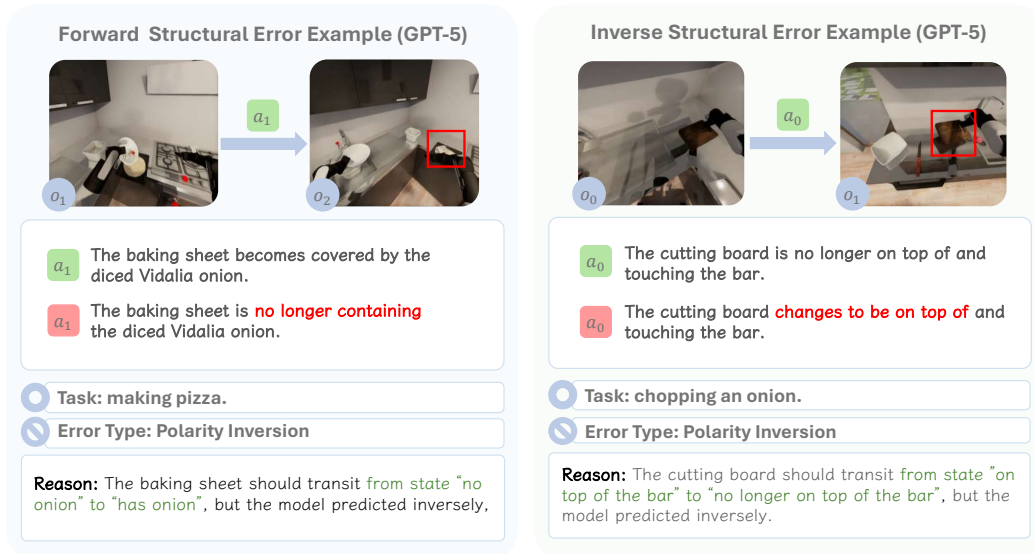 Forward Structural Error Example (GPT-5)
a₁
o₁
o₂
a₁ The baking sheet becomes covered by the
diced Vidalia onion.
a₁ The baking sheet is no longer containing
the diced Vidalia onion.
Task: making pizza.
Error Type: Polarity Inversion
Reason: The baking sheet should transit from state “no
onion” to “has onion”, but the model predicted inversely,
Inverse Structural Error Example (GPT-5)
a₀
o₀
o₁
a₀ The cutting board is no longer on top of and
touching the bar.
a₀ The cutting board changes to be on top of and
touching the bar.
Task: chopping an onion.
Error Type: Polarity Inversion
Reason: The cutting board should transit from state ”on
top of the bar” to “no longer on top of the bar”, but the
model predicted inversely.